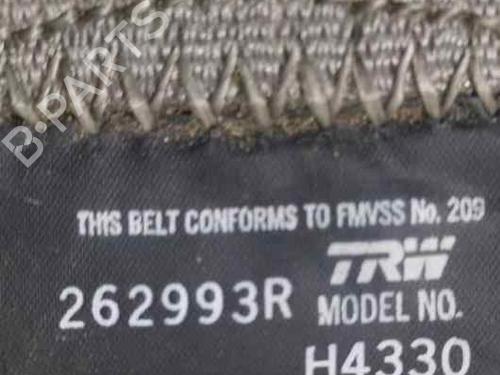 B-PARTS
THIS BELT CONFORMS TO FMVSS No. 209
TRW
262993R MODEL NO.
H4330